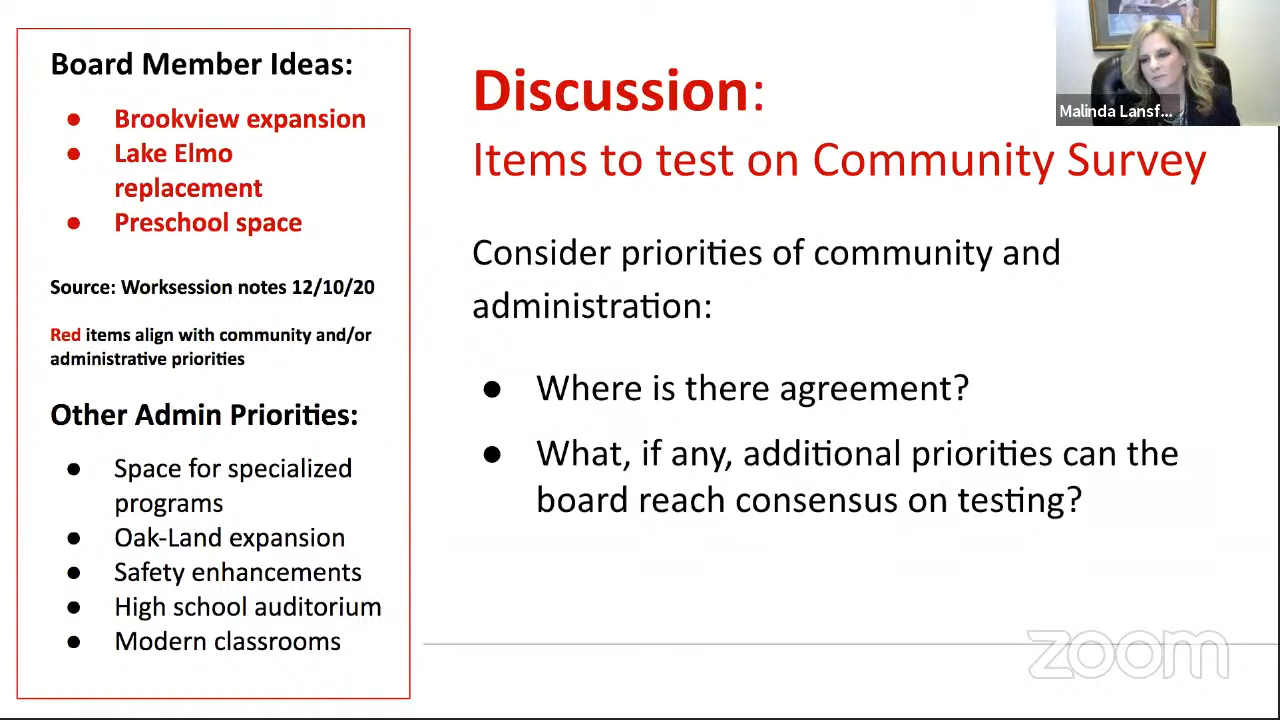 Board Member Ideas:
● Brookview expansion
● Lake Elmo
replacement
● Preschool space
Source: Worksession notes 12/10/20
Red items align with community and/or
administrative priorities
Other Admin Priorities:
● Space for specialized
programs
● Oak-Land expansion
● Safety enhancements
● High school auditorium
● Modern classrooms
Discussion:
Items to test on Community Survey
Consider priorities of community and
administration:
● Where is there agreement?
● What, if any, additional priorities can the
board reach consensus on testing?
Malinda Lansf...
zoom